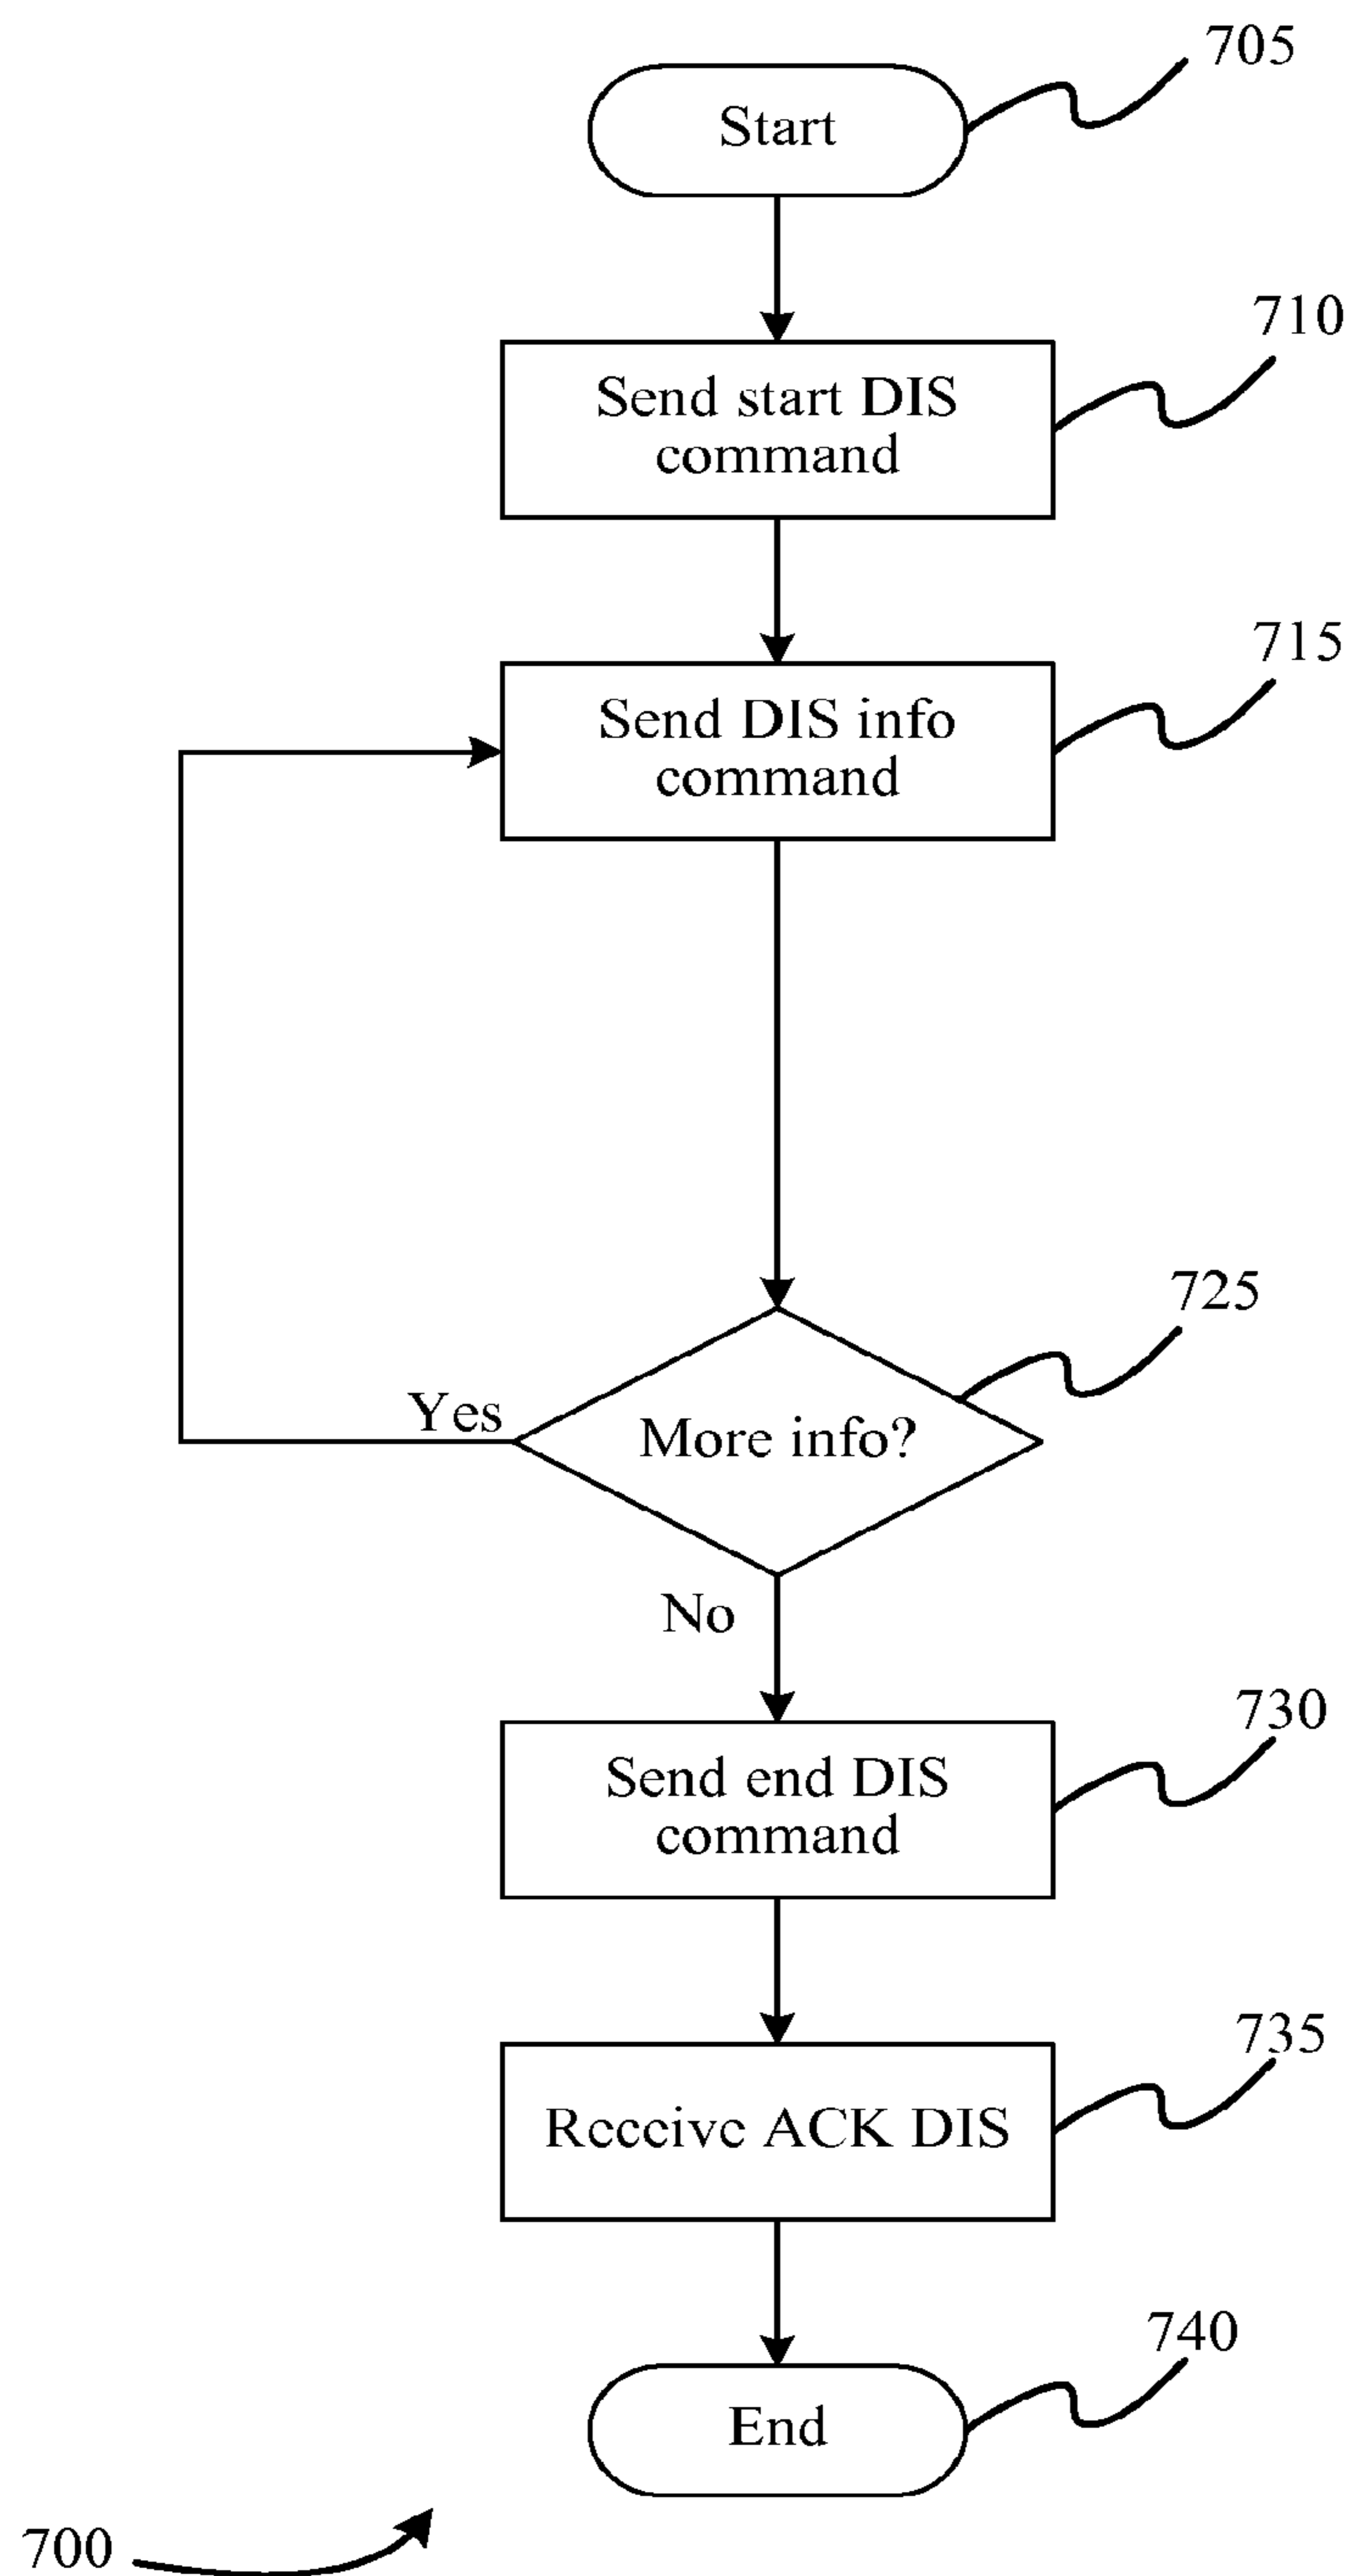 705
Start
710
Send start DIS
command
715
Send DIS info
command
725
Yes
More info?
No
730
Send end DIS
command
735
Receive ACK DIS
740
End
700